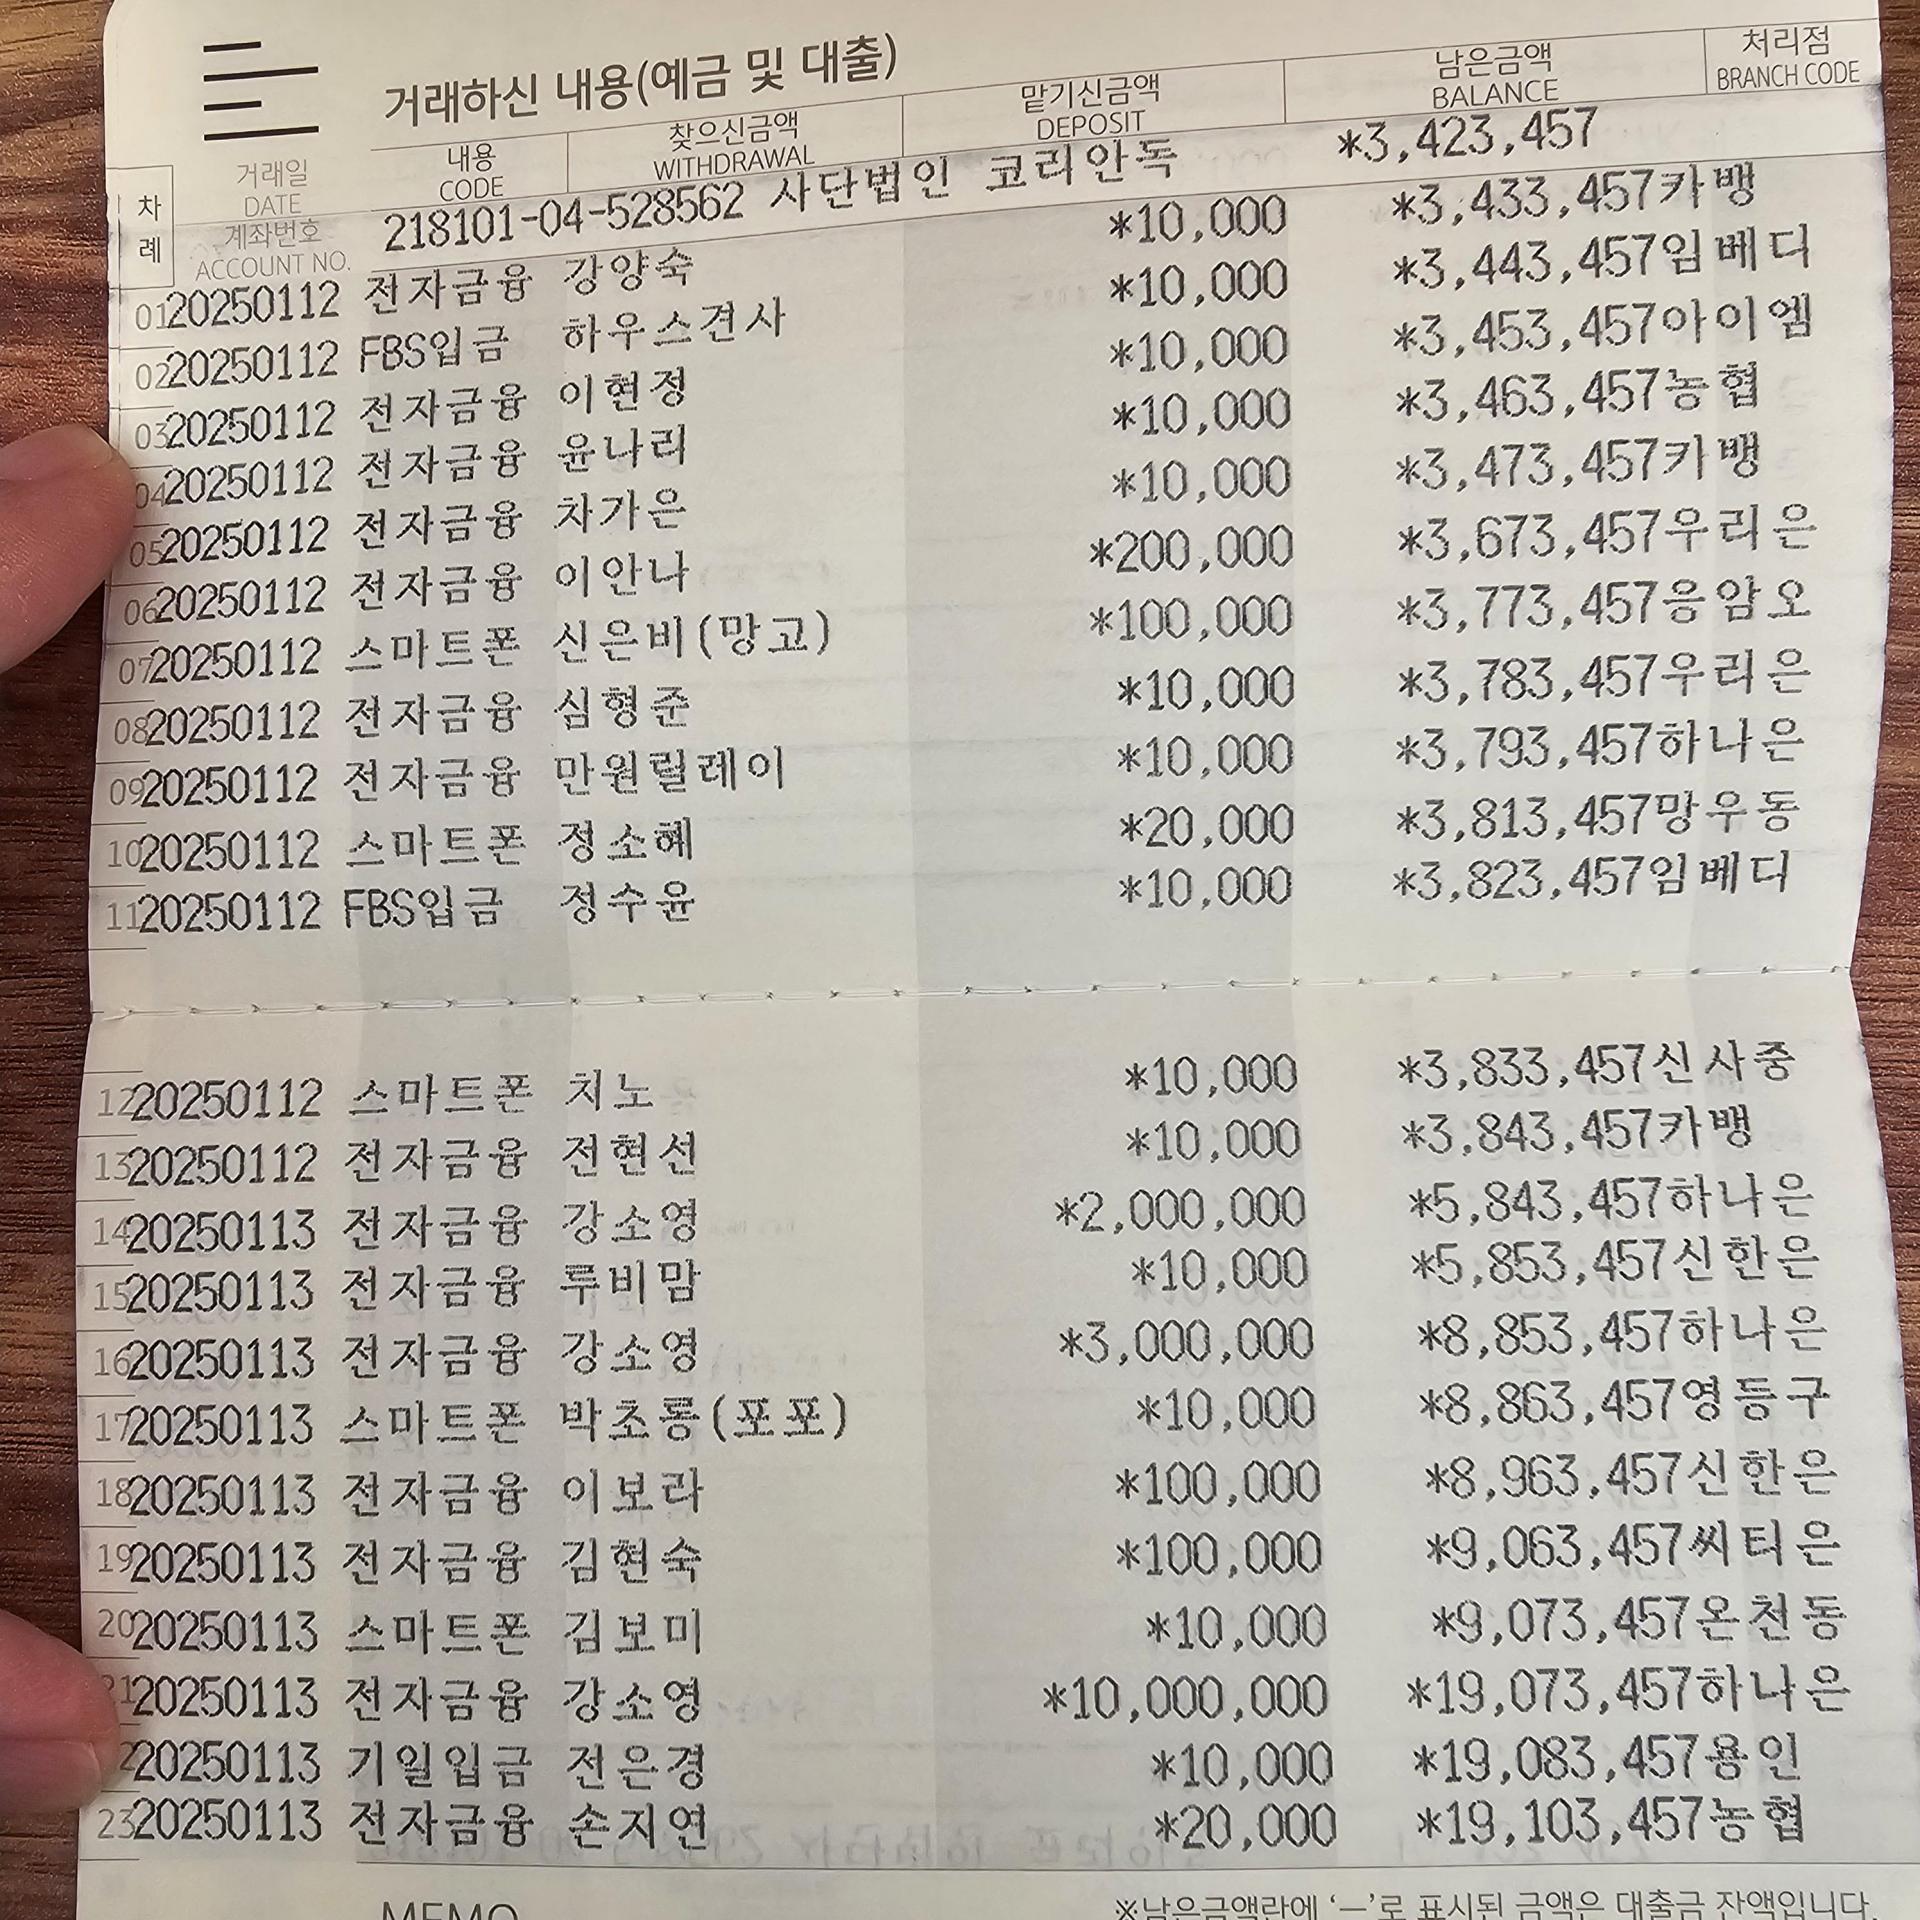 거래하신 내용(예금 및 대출)
거래일 DATE 내용 CODE 찾으신금액 WITHDRAWAL 맡기신금액 DEPOSIT 남은금액 BALANCE 처리점 BRANCH CODE
차례 계좌번호 ACCOUNT NO. 218101-04-528562 사단법인 코리안독 *3,423,457
01 20250112 전자금융 강양숙 *10,000 *3,433,457카뱅
02 20250112 FBS입금 하우스견사 *10,000 *3,443,457임베디
03 20250112 전자금융 이현정 *10,000 *3,453,457아이엠
04 20250112 전자금융 윤나리 *10,000 *3,463,457농협
05 20250112 전자금융 차가은 *10,000 *3,473,457카뱅
06 20250112 전자금융 이안나 *200,000 *3,673,457우리은
07 20250112 스마트폰 신은비(망고) *100,000 *3,773,457응암오
08 20250112 전자금융 심형준 *10,000 *3,783,457우리은
09 20250112 전자금융 만원릴레이 *10,000 *3,793,457하나은
10 20250112 스마트폰 정소혜 *20,000 *3,813,457망우동
11 20250112 FBS입금 정수윤 *10,000 *3,823,457임베디
12 20250112 스마트폰 치노 *10,000 *3,833,457신사중
13 20250112 전자금융 전현선 *10,000 *3,843,457카뱅
14 20250113 전자금융 강소영 *2,000,000 *5,843,457하나은
15 20250113 전자금융 루비맘 *10,000 *5,853,457신한은
16 20250113 전자금융 강소영 *3,000,000 *8,853,457하나은
17 20250113 스마트폰 박초롱(포포) *10,000 *8,863,457영등구
18 20250113 전자금융 이보라 *100,000 *8,963,457신한은
19 20250113 전자금융 김현숙 *100,000 *9,063,457씨티은
20 20250113 스마트폰 김보미 *10,000 *9,073,457온천동
21 20250113 전자금융 강소영 *10,000,000 *19,073,457하나은
2 20250113 기일입금 전은경 *10,000 *19,083,457용인
23 20250113 전자금융 손지연 *20,000 *19,103,457농협
MEMO ※남은금액란에 ‘－’로 표시된 금액은 대출금 잔액입니다.